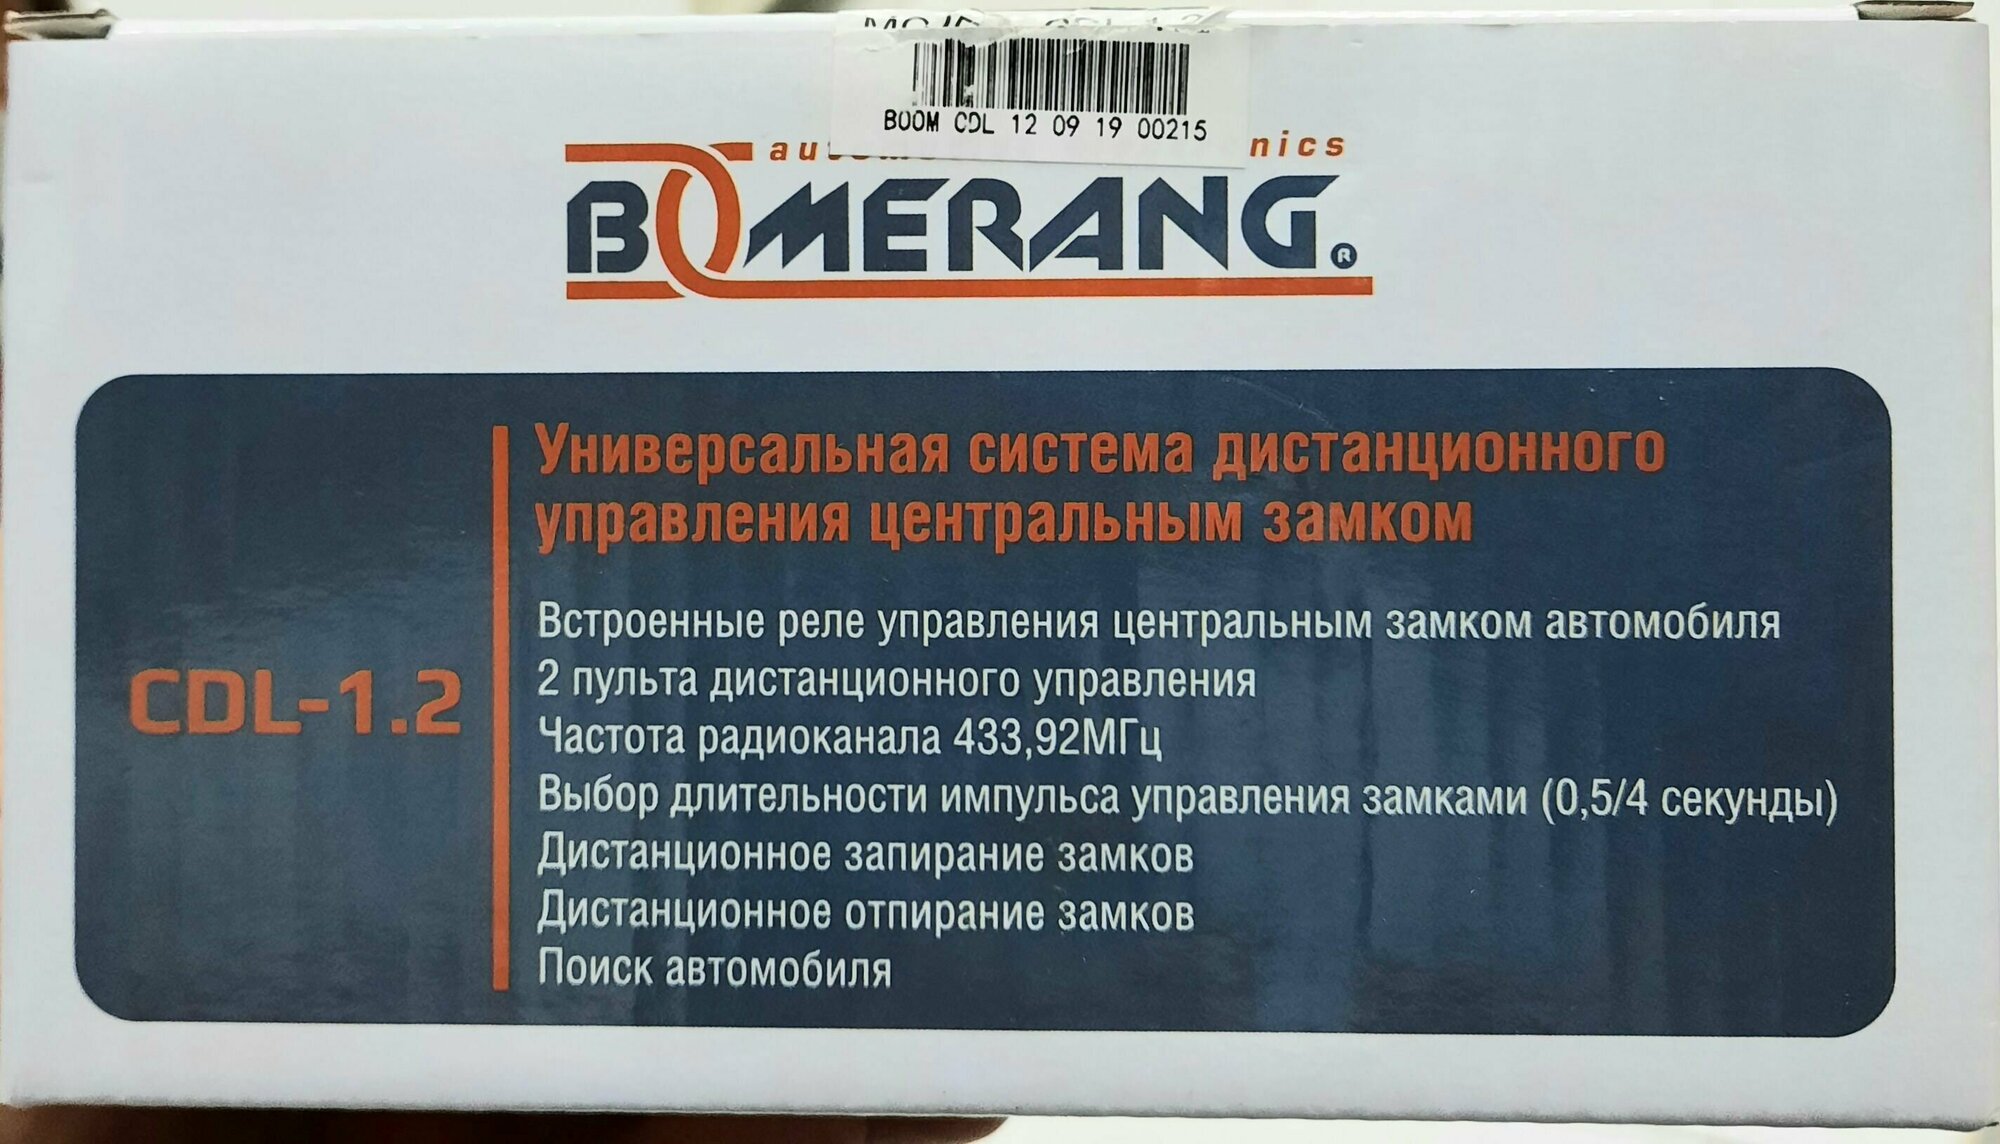 BOOM CDL 12 09 19 00215
nics
BOMERANG®
Универсальная система дистанционного
управления центральным замком
CDL-1.2
Встроенные реле управления центральным замком автомобиля
2 пульта дистанционного управления
Частота радиоканала 433,92МГц
Выбор длительности импульса управления замками (0,5/4 секунды)
Дистанционное запирание замков
Дистанционное отпирание замков
Поиск автомобиля